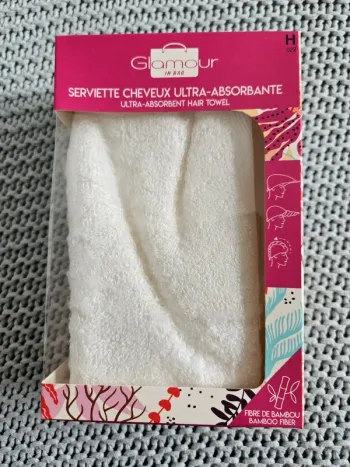 H
Glamour
IN BAG
SERVIETTE CHEVEUX ULTRA-ABSORBANTE
ULTRA-ABSORBENT HAIR TOWEL
FIBRE DE BAMBOU
BAMBOO FIBER